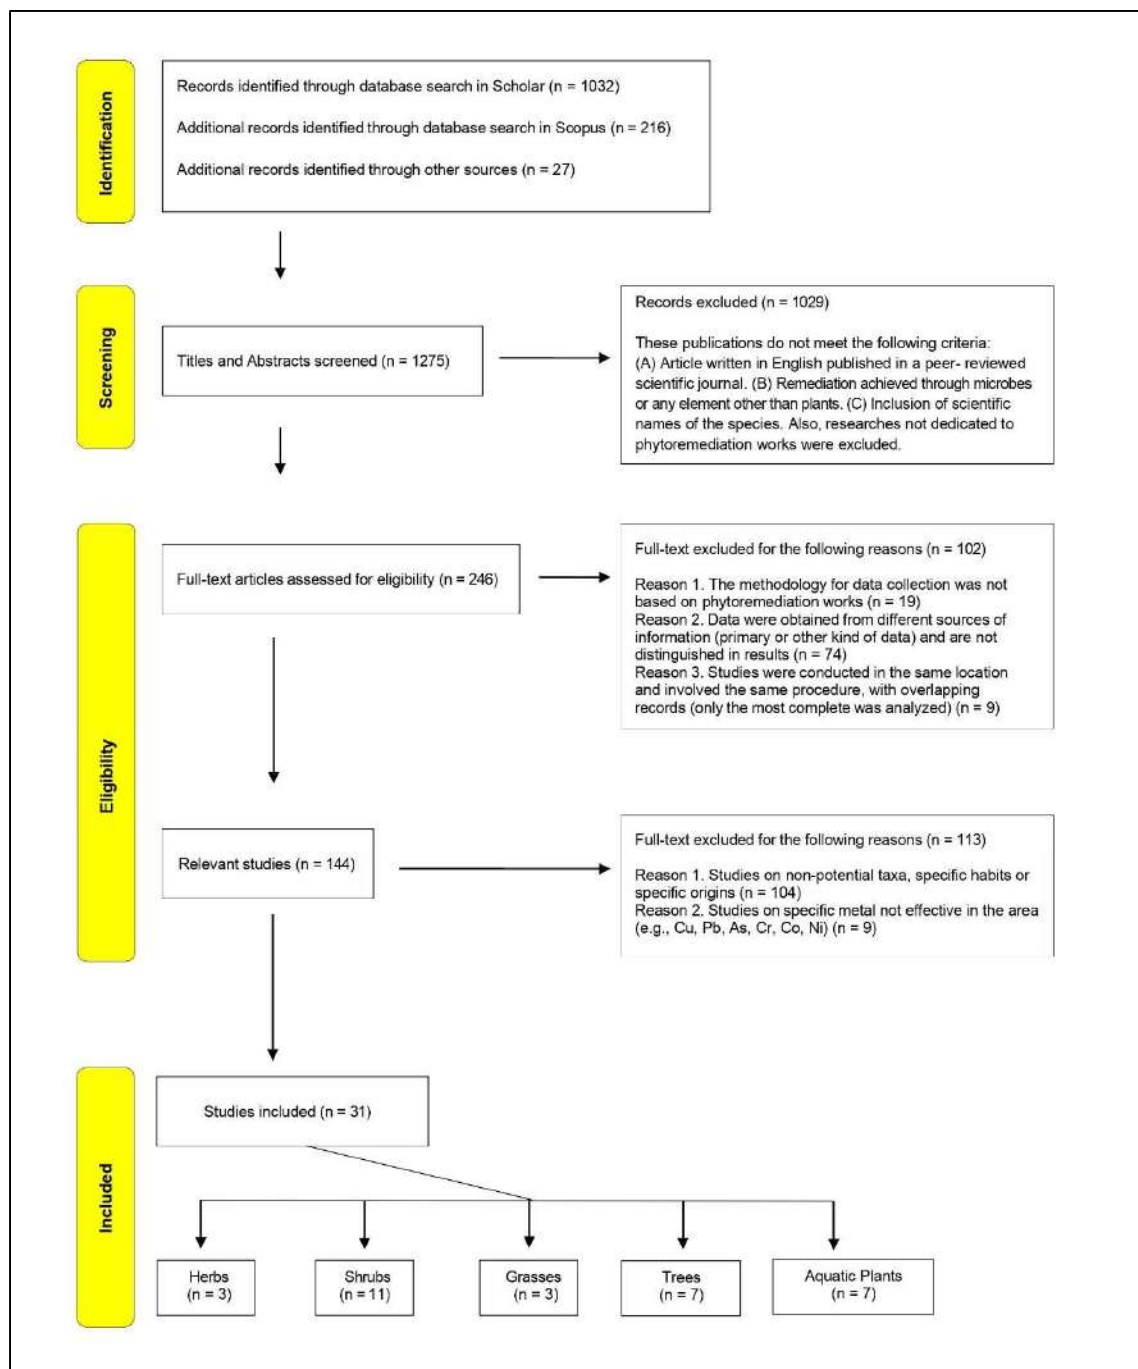 Identification
Records identified through database search in Scholar (n = 1032)
Additional records identified through database search in Scopus (n = 216)
Additional records identified through other sources (n = 27)
Screening
Titles and Abstracts screened (n = 1275)
Records excluded (n = 1029)
These publications do not meet the following criteria:
(A) Article written in English published in a peer- reviewed
scientific journal. (B) Remediation achieved through microbes
or any element other than plants. (C) Inclusion of scientific
names of the species. Also, researches not dedicated to
phytoremediation works were excluded.
Eligibility
Full-text articles assessed for eligibility (n = 246)
Full-text excluded for the following reasons (n = 102)
Reason 1. The methodology for data collection was not
based on phytoremediation works (n = 19)
Reason 2. Data were obtained from different sources of
information (primary or other kind of data) and are not
distinguished in results (n = 74)
Reason 3. Studies were conducted in the same location
and involved the same procedure, with overlapping
records (only the most complete was analyzed) (n = 9)
Relevant studies (n = 144)
Full-text excluded for the following reasons (n = 113)
Reason 1. Studies on non-potential taxa, specific habits or
specific origins (n = 104)
Reason 2. Studies on specific metal not effective in the area
(e.g., Cu, Pb, As, Cr, Co, Ni) (n = 9)
Included
Studies included (n = 31)
Herbs
(n = 3)
Shrubs
(n = 11)
Grasses
(n = 3)
Trees
(n = 7)
Aquatic Plants
(n = 7)